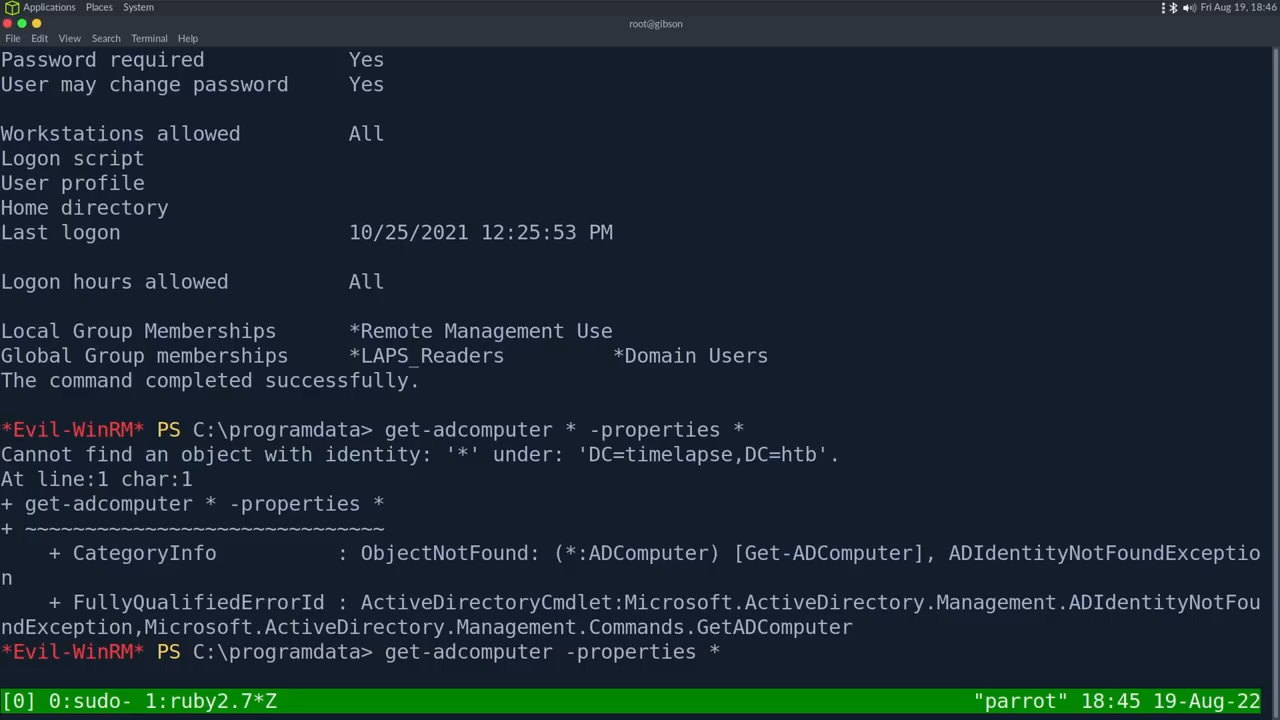 Applications Places System Fri Aug 19, 18:46
root@gibson
File Edit View Search Terminal Help
Password required Yes
User may change password Yes
Workstations allowed All
Logon script
User profile
Home directory
Last logon 10/25/2021 12:25:53 PM
Logon hours allowed All
Local Group Memberships *Remote Management Use
Global Group memberships *LAPS_Readers *Domain Users
The command completed successfully.
*Evil-WinRM* PS C:\programdata> get-adcomputer * -properties *
Cannot find an object with identity: '*' under: 'DC=timelapse,DC=htb'.
At line:1 char:1
+ get-adcomputer * -properties *
+ ~~~~~~~~~~~~~~~~~~~~~~~~~~~~~~
+ CategoryInfo : ObjectNotFound: (*:ADComputer) [Get-ADComputer], ADIdentityNotFoundExceptio
n
+ FullyQualifiedErrorId : ActiveDirectoryCmdlet:Microsoft.ActiveDirectory.Management.ADIdentityNotFou
ndException,Microsoft.ActiveDirectory.Management.Commands.GetADComputer
*Evil-WinRM* PS C:\programdata> get-adcomputer -properties *
[0] 0:sudo- 1:ruby2.7*Z "parrot" 18:45 19-Aug-22